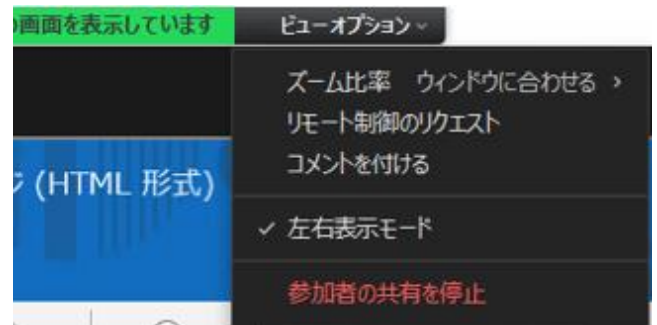 の画面を表示しています ビューオプション
ズーム比率 ウィンドウに合わせる >
リモート制御のリクエスト
コメントを付ける
ジ (HTML 形式)
✓ 左右表示モード
参加者の共有を停止